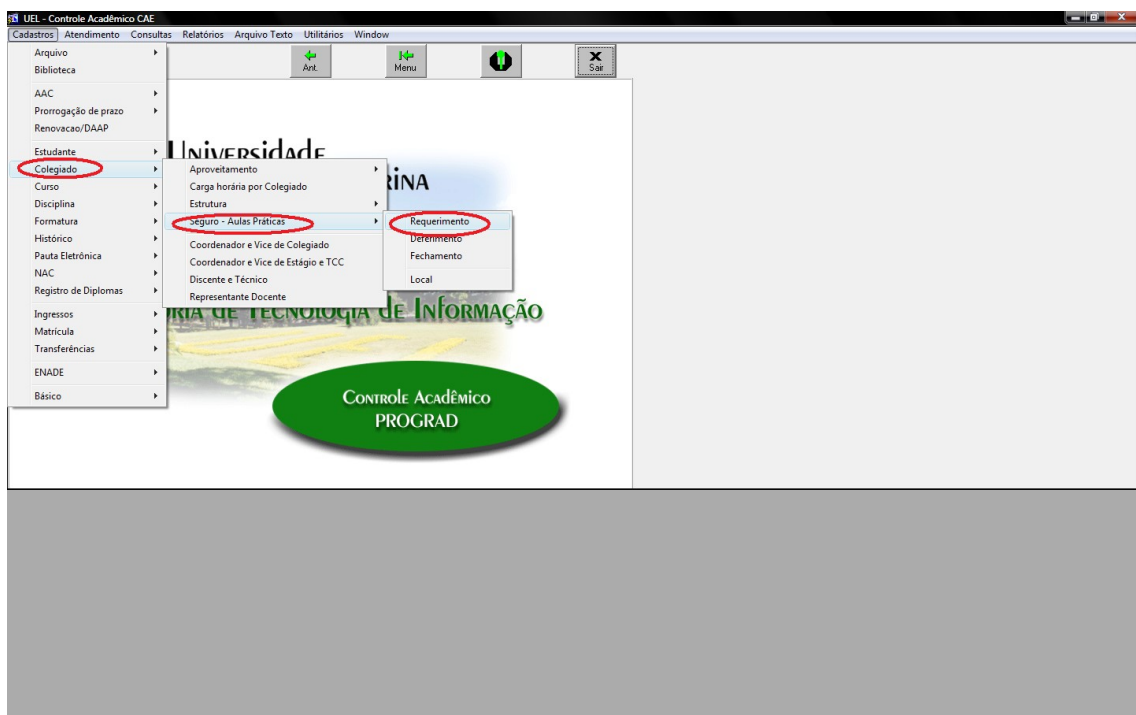 UEL - Controle Acadêmico CAE
Cadastros Atendimento Consultas Relatórios Arquivo Texto Utilitários Window
Ant.
Menu
Sair
Arquivo
Biblioteca
AAC
Prorrogação de prazo
Renovacao/DAAP
Estudante
Colegiado
Curso
Disciplina
Formatura
Histórico
Pauta Eletrônica
NAC
Registro de Diplomas
Ingressos
Matrícula
Transferências
ENADE
Básico
Aproveitamento
Carga horária por Colegiado
Estrutura
Seguro - Aulas Práticas
Coordenador e Vice de Colegiado
Coordenador e Vice de Estágio e TCC
Discente e Técnico
Representante Docente
Requerimento
Deferimento
Fechamento
Local
Universidade
de Tecnologia de Informação
Controle Acadêmico
PROGRAD